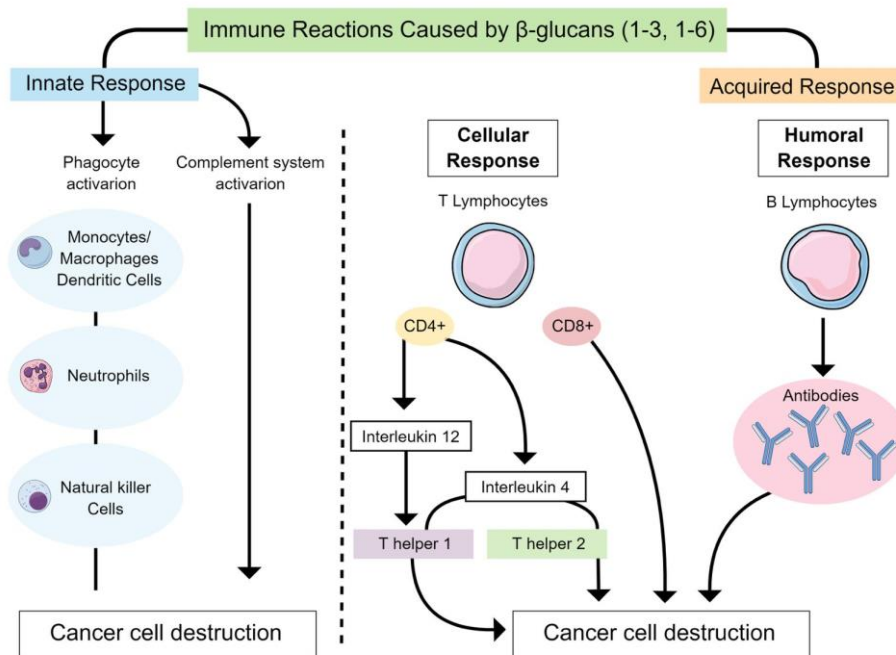 Immune Reactions Caused by β-glucans (1-3, 1-6)
Innate Response
Acquired Response
Phagocyte
activarion
Complement system
activarion
Monocytes/
Macrophages
Dendritic Cells
Neutrophils
Natural killer
Cells
Cancer cell destruction
Cellular
Response
T Lymphocytes
CD4+
CD8+
Interleukin 12
Interleukin 4
T helper 1
T helper 2
Humoral
Response
B Lymphocytes
Antibodies
Cancer cell destruction